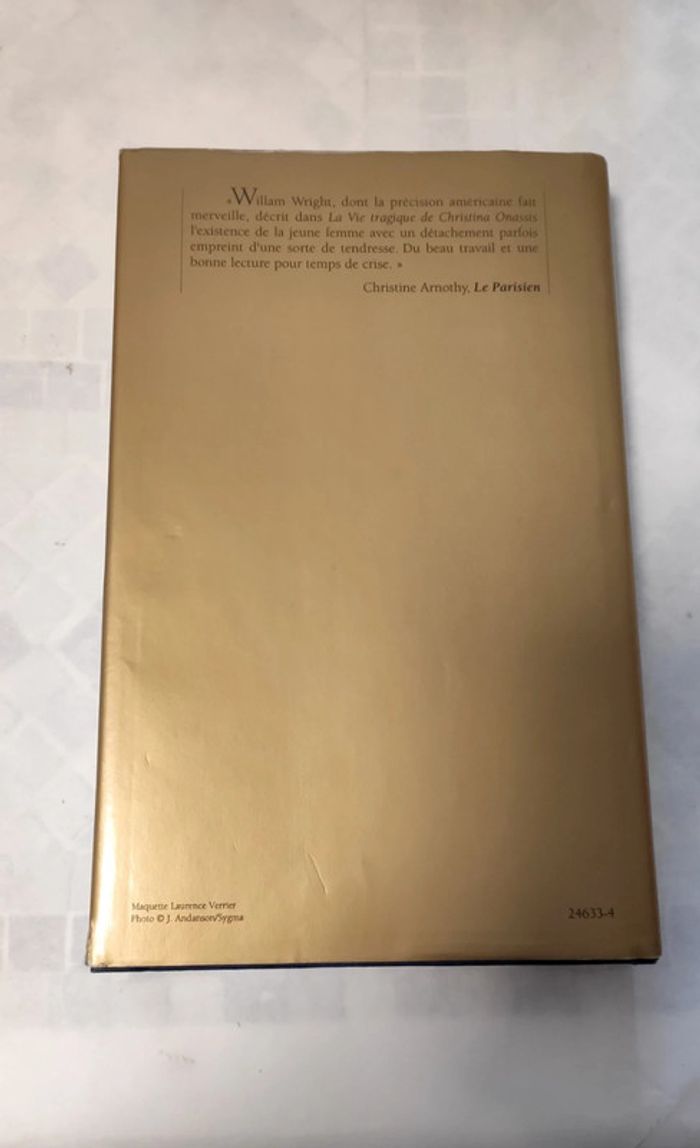 « Willam Wright, dont la précision américaine fait
merveille, décrit dans La Vie tragique de Christina Onassis
l'existence de la jeune femme avec un détachement parfois
empreint d'une sorte de tendresse. Du beau travail et une
bonne lecture pour temps de crise. »
Christine Arnothy, Le Parisien
Maquette Laurence Verrier
Photo © J. Andanson/Sygma
24633-4